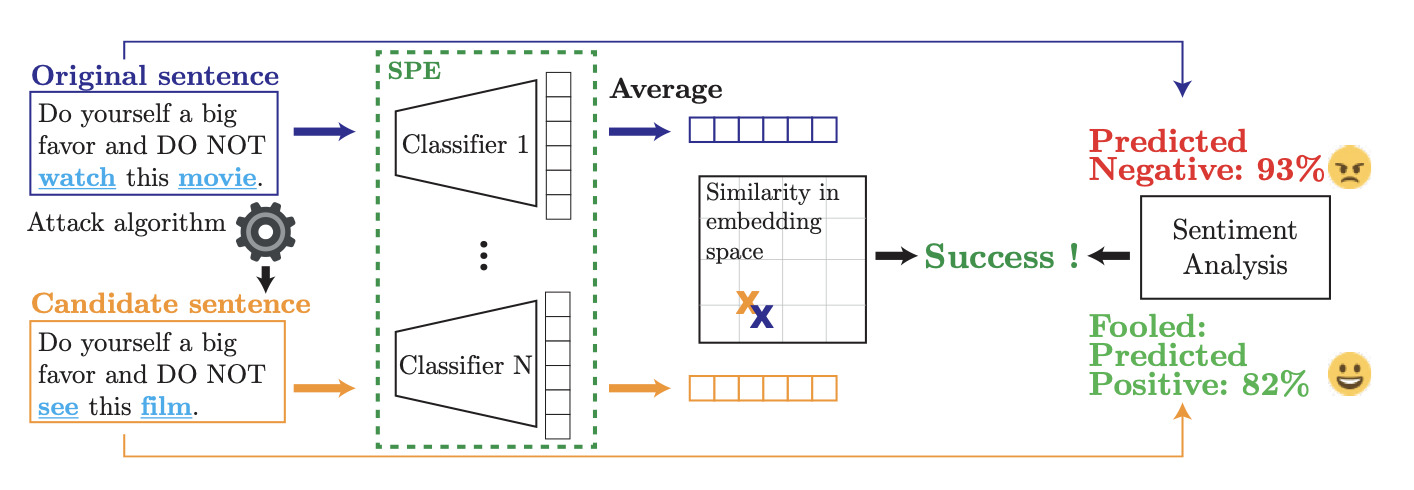 Original sentence
Do yourself a big
favor and DO NOT
watch this movie.
Attack algorithm
Candidate sentence
Do yourself a big
favor and DO NOT
see this film.
SPE
Classifier 1
Classifier N
Average
Similarity in
embedding
space
x
x
Success !
Predicted
Negative: 93%
Sentiment
Analysis
Fooled:
Predicted
Positive: 82%